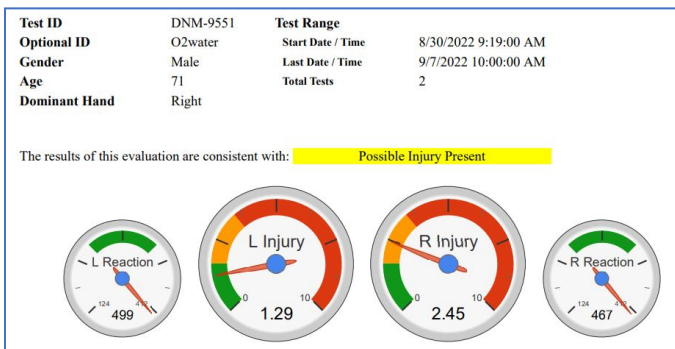 Test ID DNM-9551 Test Range
Optional ID O2water Start Date / Time 8/30/2022 9:19:00 AM
Gender Male Last Date / Time 9/7/2022 10:00:00 AM
Age 71 Total Tests 2
Dominant Hand Right
The results of this evaluation are consistent with: Possible Injury Present
L Reaction
124 412
499
L Injury
0 10
1.29
R Injury
0 10
2.45
R Reaction
124 412
467